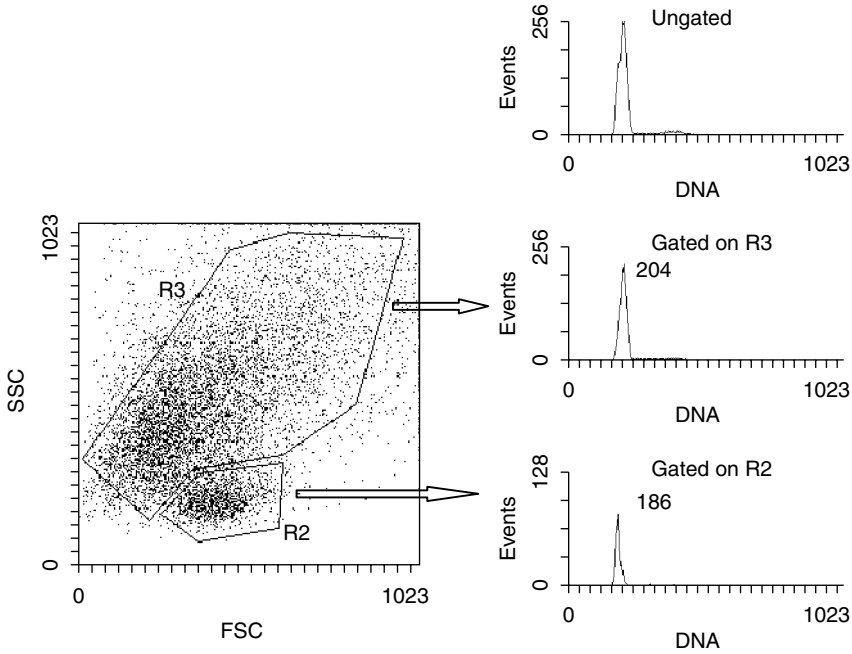 256
Ungated
Events
0
0
1023
DNA
1023
R3
SSC
R2
0
0
1023
FSC
256
Gated on R3
204
Events
0
0
1023
DNA
128
Gated on R2
186
Events
0
0
1023
DNA